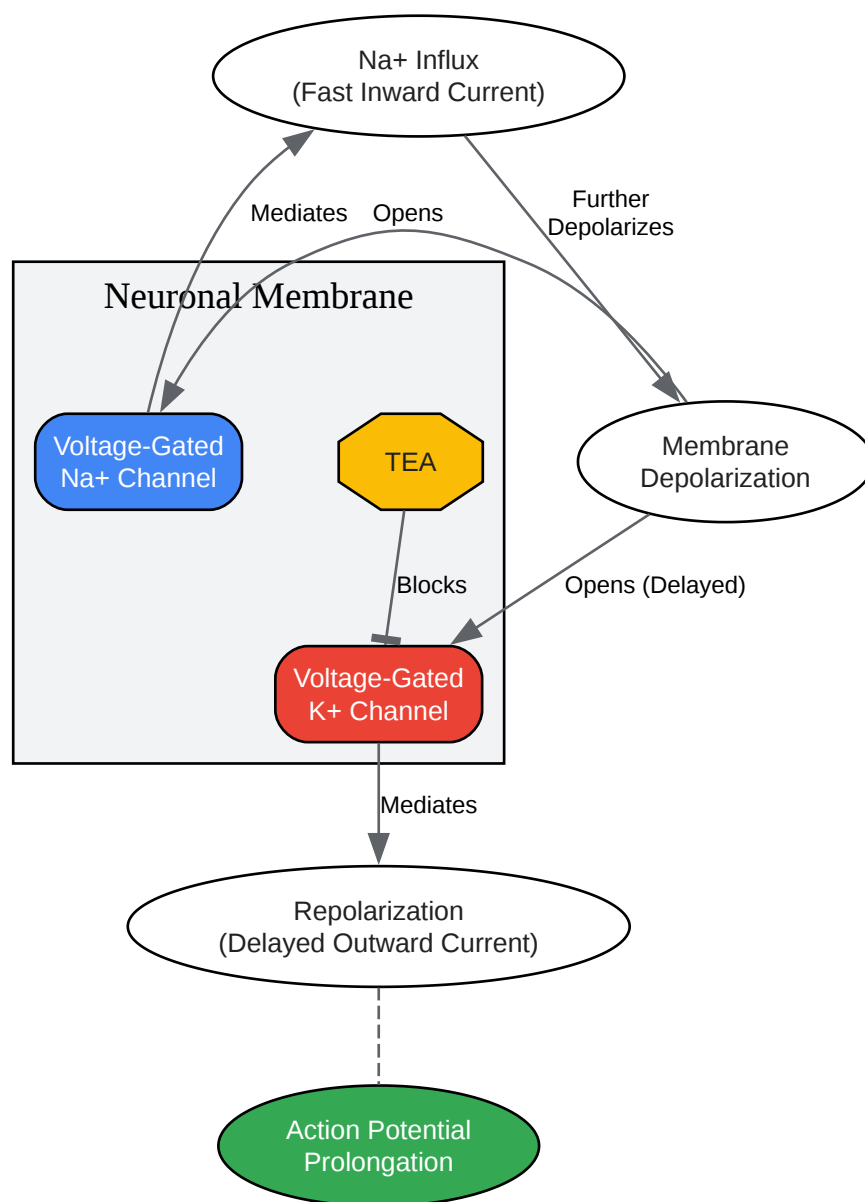 Na+ Influx
(Fast Inward Current)
Mediates
Opens
Further
Depolarizes
Neuronal Membrane
Voltage-Gated
Na+ Channel
TEA
Membrane
Depolarization
Blocks
Opens (Delayed)
Voltage-Gated
K+ Channel
Mediates
Repolarization
(Delayed Outward Current)
Action Potential
Prolongation